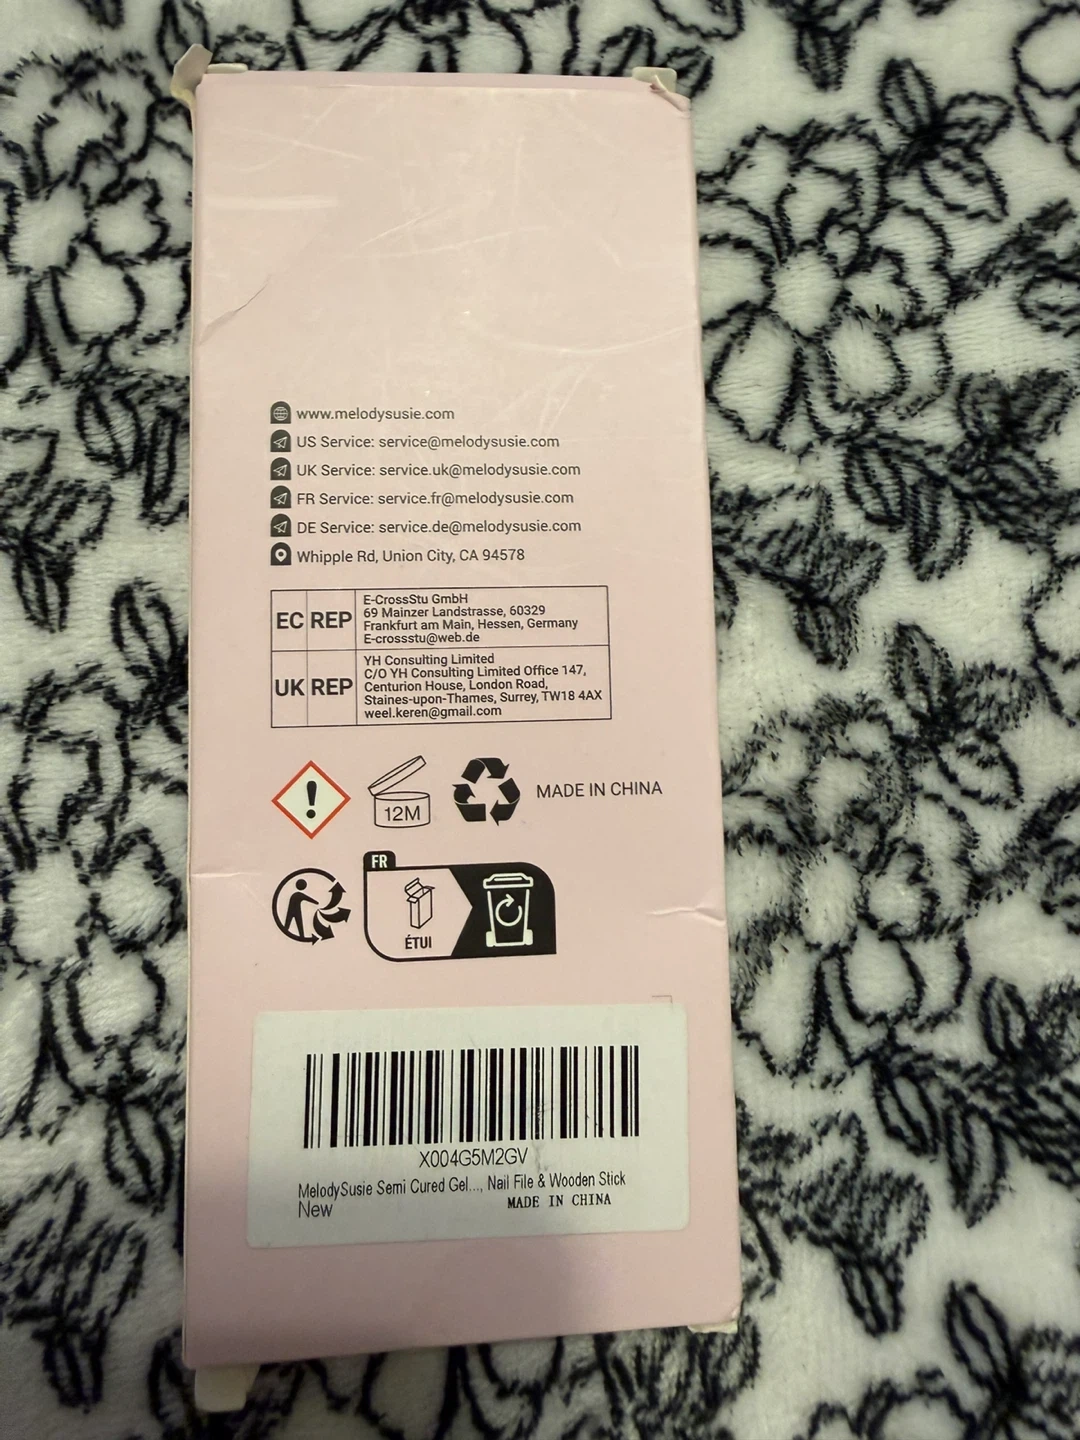 www.melodysusie.com
US Service: service@melodysusie.com
UK Service: service.uk@melodysusie.com
FR Service: service.fr@melodysusie.com
DE Service: service.de@melodysusie.com
Whipple Rd, Union City, CA 94578
EC REP
E-CrossStu GmbH
69 Mainzer Landstrasse, 60329
Frankfurt am Main, Hessen, Germany
E-crossstu@web.de
UK REP
YH Consulting Limited
C/O YH Consulting Limited Office 147,
Centurion House, London Road,
Staines-upon-Thames, Surrey, TW18 4AX
weel.keren@gmail.com
12M
MADE IN CHINA
FR
ÉTUI
X004G5M2GV
MelodySusie Semi Cured Gel..., Nail File & Wooden Stick
New
MADE IN CHINA